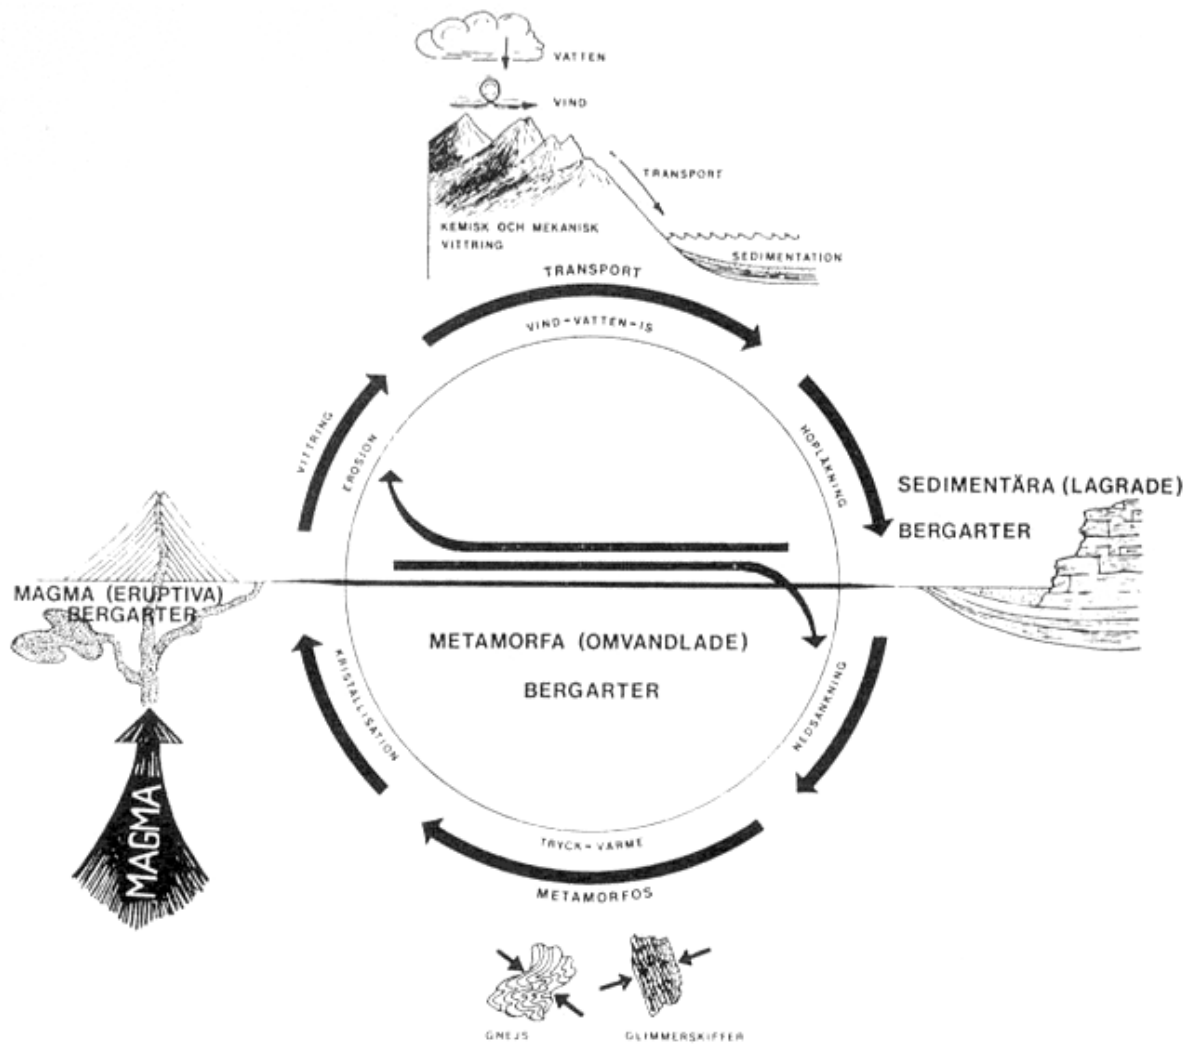 VATTEN
VIND
TRANSPORT
KEMISK OCH MEKANISK
VITTRING
SEDIMENTATION
TRANSPORT
VIND-VATTEN-IS
VITTRING
EROSION
HOPLÄKNING
SEDIMENTÄRA (LAGRADE)
BERGARTER
MAGMA (ERUPTIVA)
BERGARTER
METAMORFA (OMVANDLADE)
BERGARTER
KRISTALLISATION
NEDSÄNKNING
MAGMA
TRYCK-VÄRME
METAMORFOS
GNEJS
GLIMMERSKIFFER